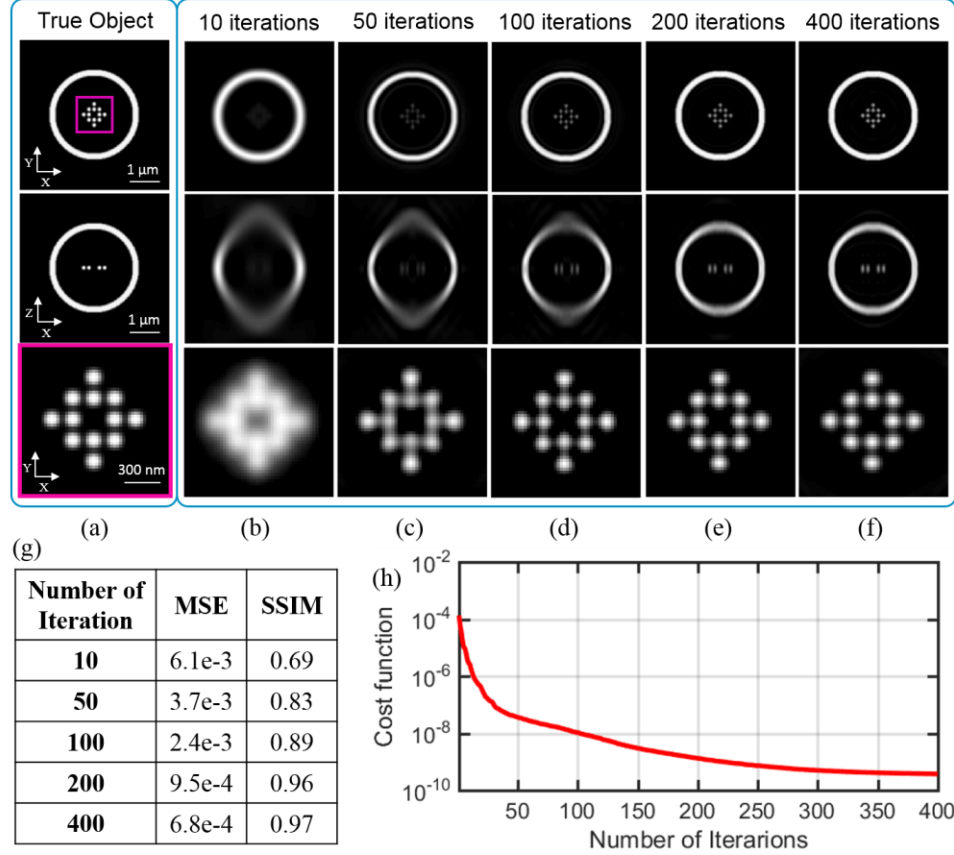 True Object
10 iterations
50 iterations
100 iterations
200 iterations
400 iterations
Y
X
1 μm
Z
X
1 μm
Y
X
300 nm
(a)
(b)
(c)
(d)
(e)
(f)
(g)
Number of Iteration MSE SSIM
10 6.1e-3 0.69
50 3.7e-3 0.83
100 2.4e-3 0.89
200 9.5e-4 0.96
400 6.8e-4 0.97
(h)
Cost function
10^-2
10^-4
10^-6
10^-8
10^-10
50 100 150 200 250 300 350 400
Number of Iterarions